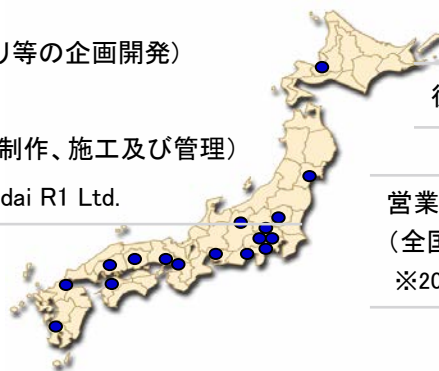 リ等の企画開発）
制作、施工及び管理）
dai R1 Ltd.
営業
（全国
※20